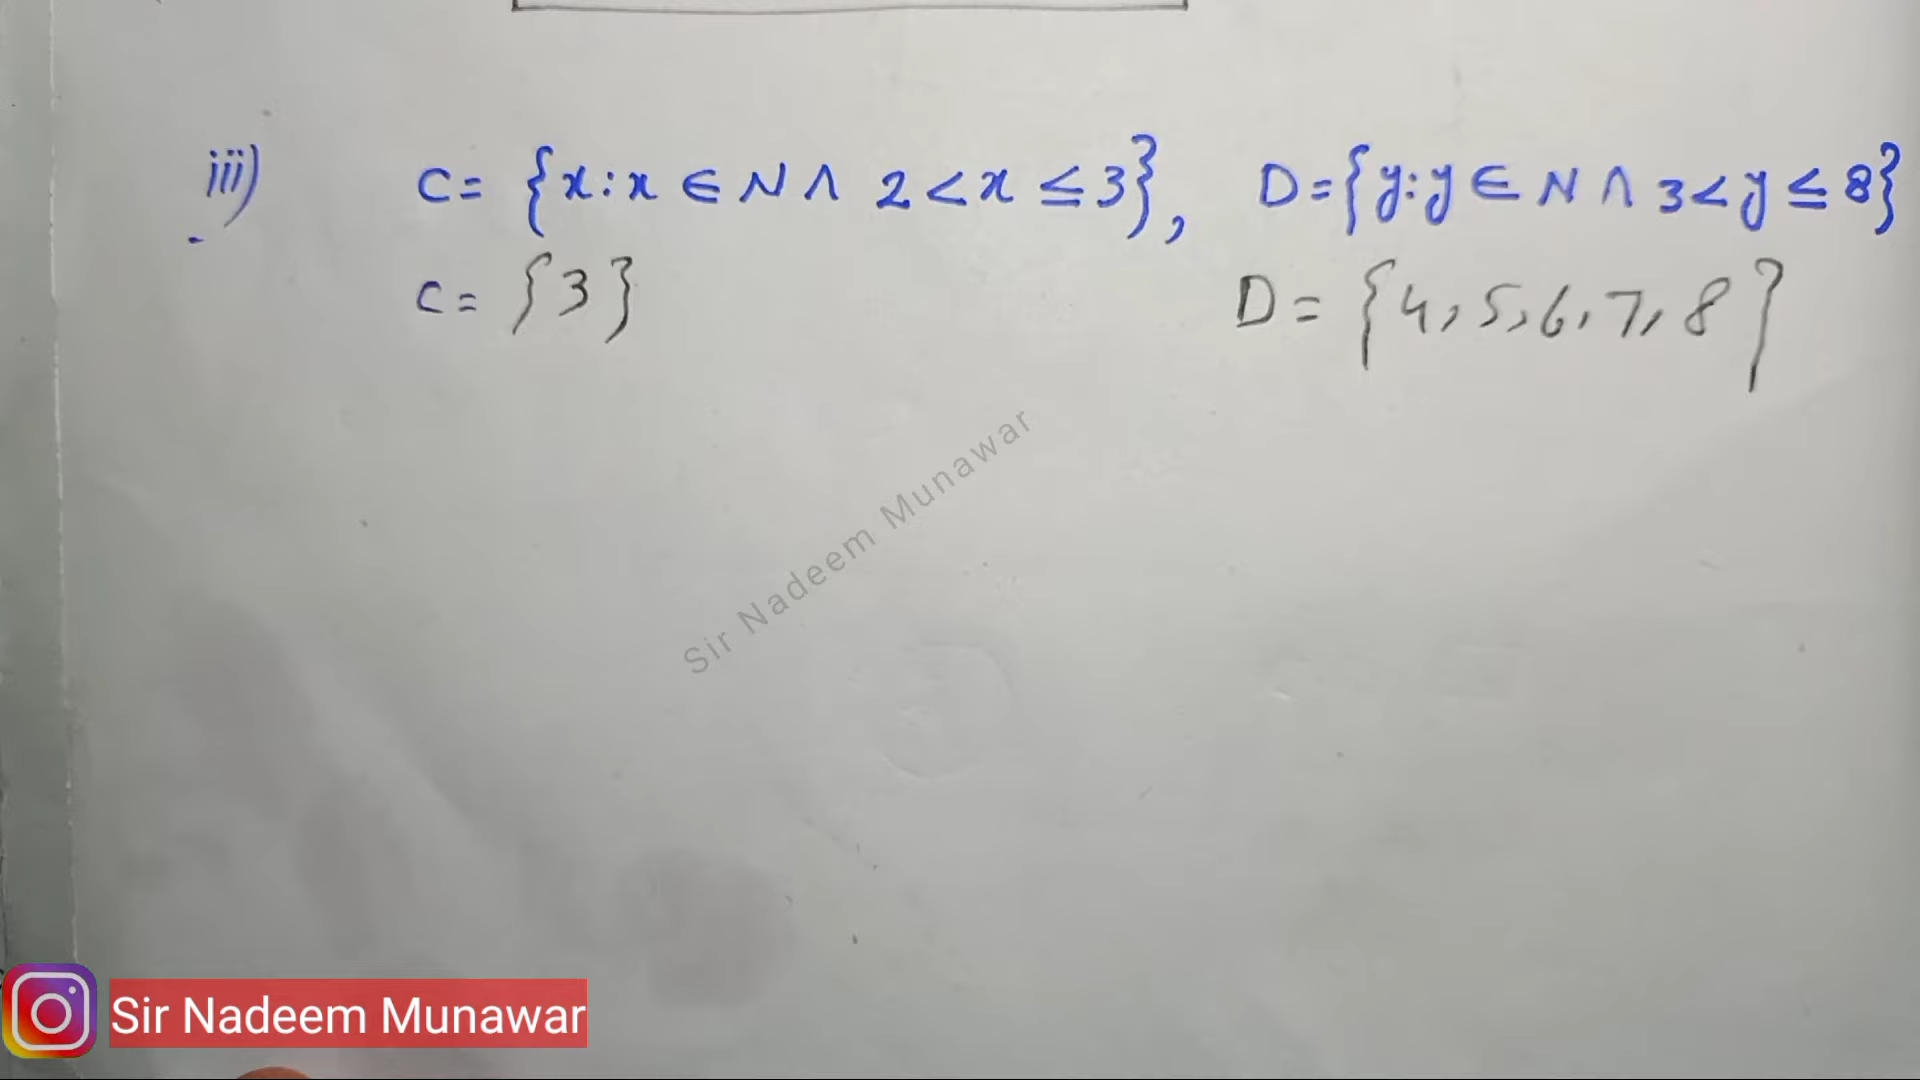 iii) C = {x : x ∈ N ∧ 2 < x ≤ 3}, D = {y : y ∈ N ∧ 3 < y ≤ 8}
C = {3} D = {4, 5, 6, 7, 8}
Sir Nadeem Munawar
Sir Nadeem Munawar